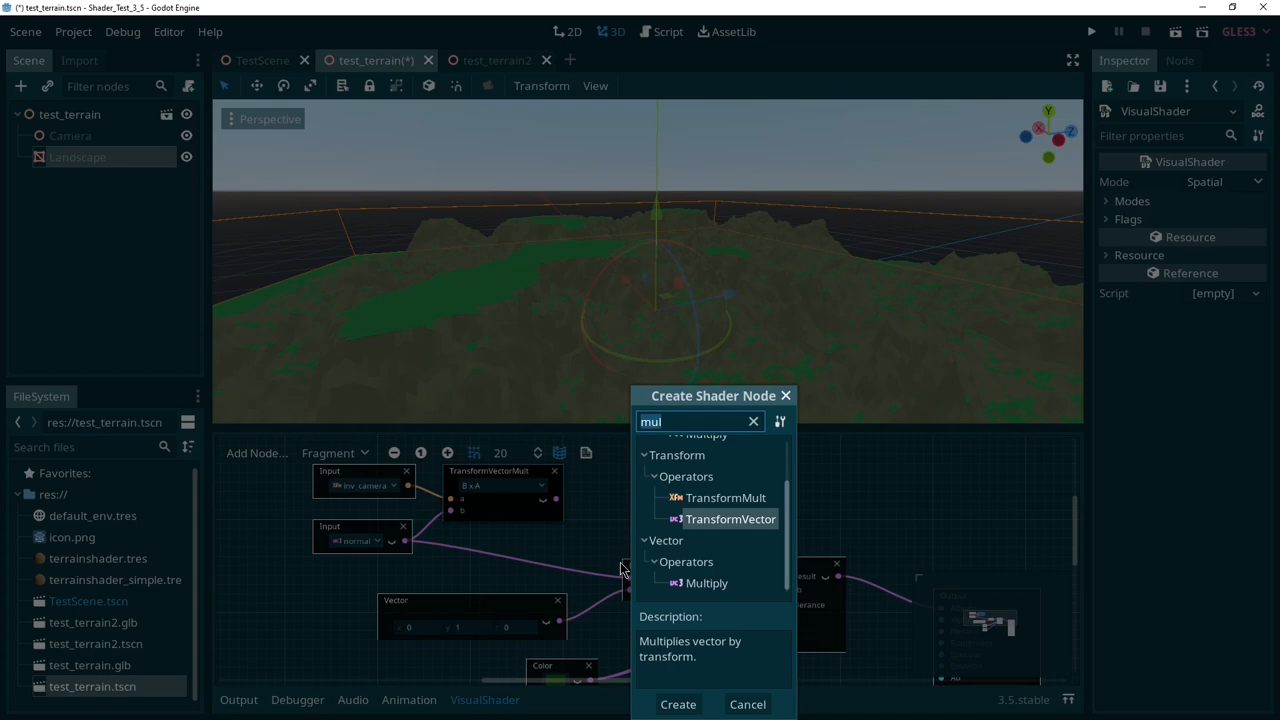 (*) test_terrain.tscn - Shader_Test_3_5 - Godot Engine
Scene Project Debug Editor Help
2D 3D Script AssetLib
GLES3
Scene Import
TestScene test_terrain(*) test_terrain2
Inspector Node
Filter nodes
Transform View
test_terrain
Camera
Landscape
Perspective
Y
X
Z
VisualShader
Filter properties
VisualShader
Mode Spatial
Modes
Flags
Resource
Resource
Reference
Script [empty]
FileSystem
res://test_terrain.tscn
Search files
Favorites:
res://
default_env.tres
icon.png
terrainshader.tres
terrainshader_simple.tre
TestScene.tscn
test_terrain2.glb
test_terrain2.tscn
test_terrain.glb
test_terrain.tscn
Add Node... Fragment 20
Input
inv_camera
TransformVectorMult
B x A
a
b
Input
normal
Vector
x 0 y 1 z 0
Color
Output
Create Shader Node
mul
Multiply
Transform
Operators
TransformMult
TransformVector
Vector
Operators
Multiply
Description:
Multiplies vector by
transform.
Create Cancel
Output Debugger Audio Animation VisualShader
3.5.stable